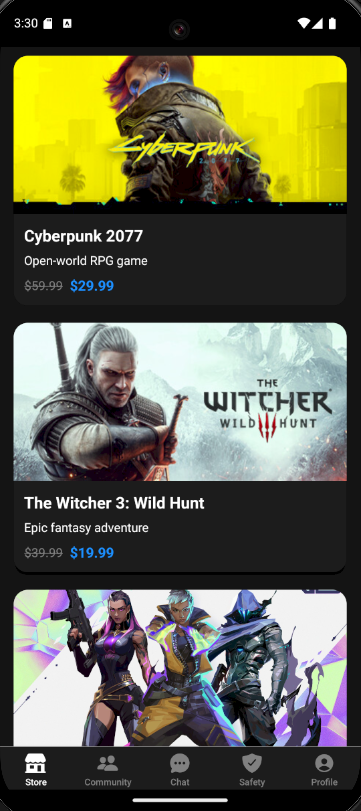 3:30
CYBERPUNK
2077
Cyberpunk 2077
Open-world RPG game
$59.99 $29.99
THE
WITCHER
WILD HUNT
The Witcher 3: Wild Hunt
Epic fantasy adventure
$39.99 $19.99
Store Community Chat Safety Profile